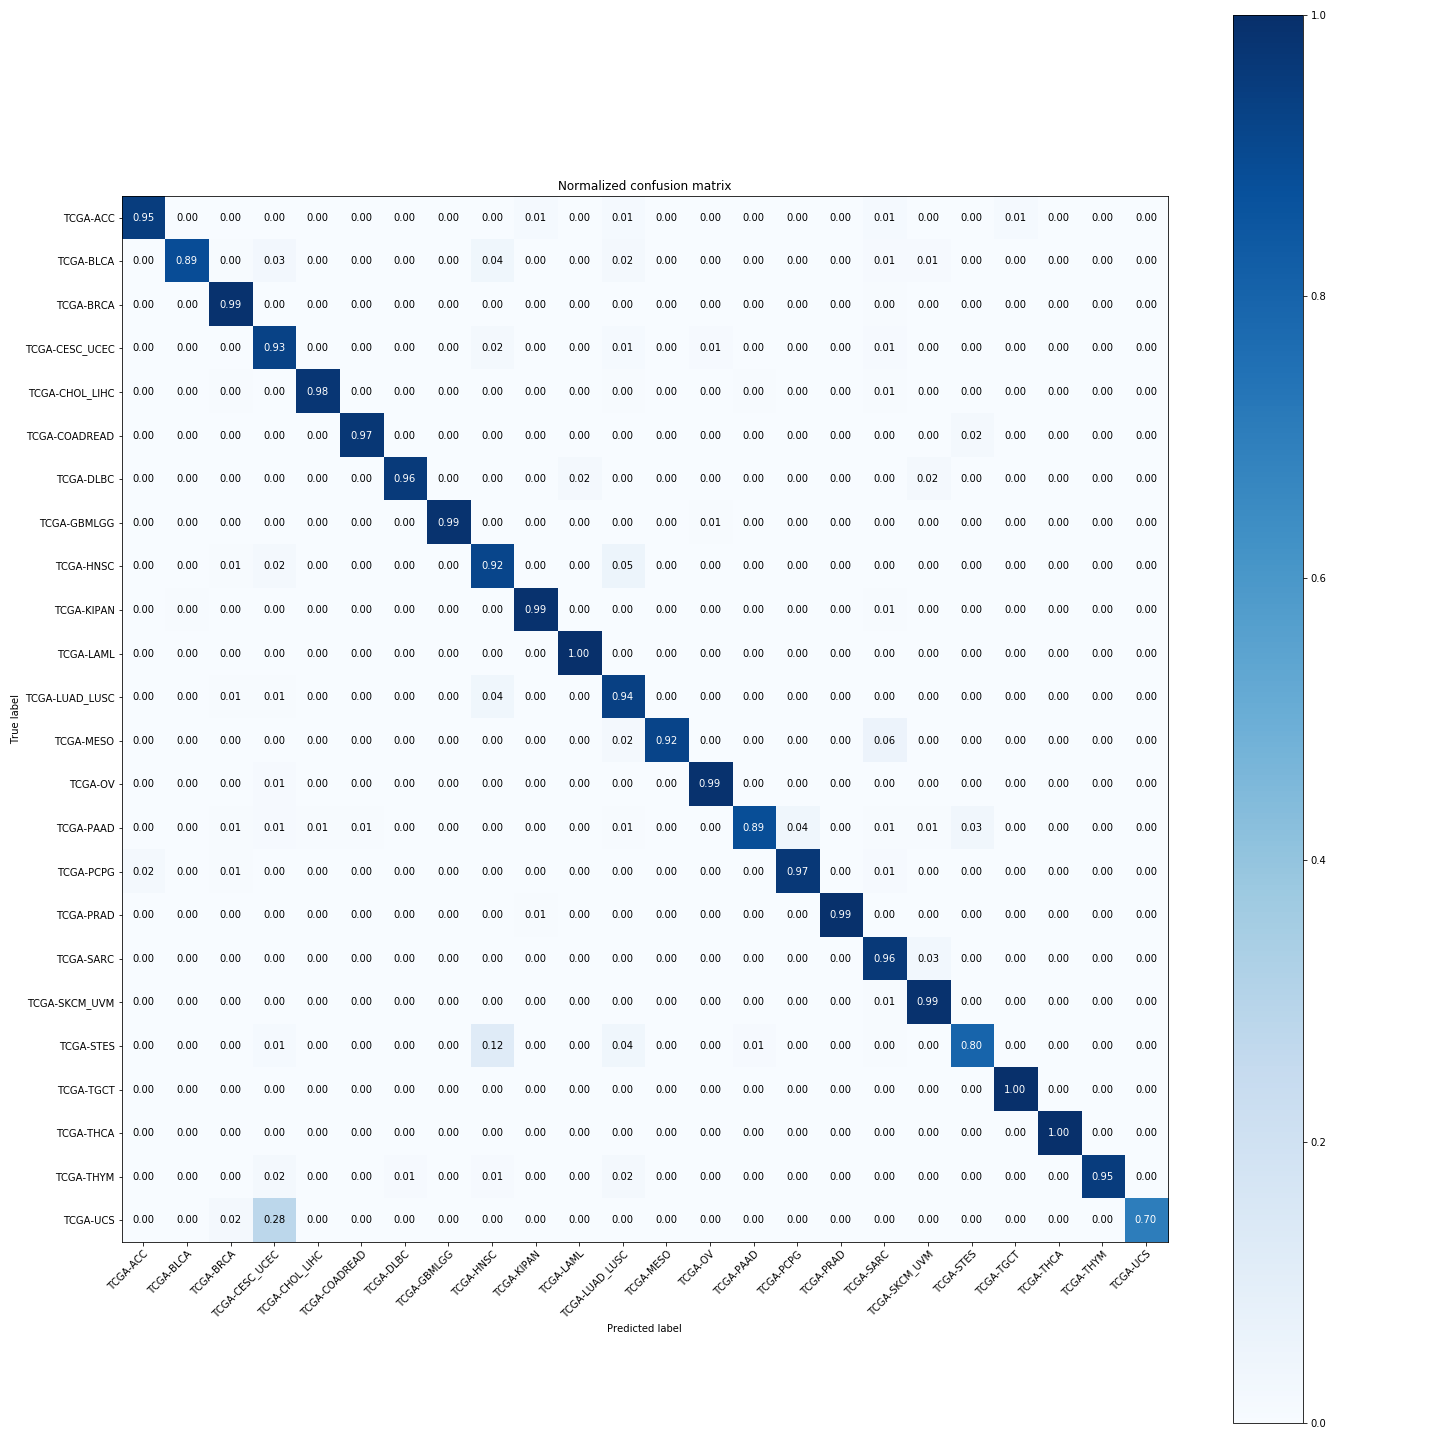 Normalized confusion matrix
1.0
0.8
0.6
0.4
0.2
0.0
True label
TCGA-ACC 0.95 0.00 0.00 0.00 0.00 0.00 0.00 0.00 0.00 0.01 0.00 0.01 0.00 0.00 0.00 0.00 0.00 0.01 0.00 0.00 0.01 0.00 0.00 0.00
TCGA-BLCA 0.00 0.89 0.00 0.03 0.00 0.00 0.00 0.00 0.04 0.00 0.00 0.02 0.00 0.00 0.00 0.00 0.00 0.01 0.01 0.00 0.00 0.00 0.00 0.00
TCGA-BRCA 0.00 0.00 0.99 0.00 0.00 0.00 0.00 0.00 0.00 0.00 0.00 0.00 0.00 0.00 0.00 0.00 0.00 0.00 0.00 0.00 0.00 0.00 0.00 0.00
TCGA-CESC_UCEC 0.00 0.00 0.00 0.93 0.00 0.00 0.00 0.00 0.02 0.00 0.00 0.01 0.00 0.01 0.00 0.00 0.00 0.01 0.00 0.00 0.00 0.00 0.00 0.00
TCGA-CHOL_LIHC 0.00 0.00 0.00 0.00 0.98 0.00 0.00 0.00 0.00 0.00 0.00 0.00 0.00 0.00 0.00 0.00 0.00 0.01 0.00 0.00 0.00 0.00 0.00 0.00
TCGA-COADREAD 0.00 0.00 0.00 0.00 0.00 0.97 0.00 0.00 0.00 0.00 0.00 0.00 0.00 0.00 0.00 0.00 0.00 0.00 0.00 0.02 0.00 0.00 0.00 0.00
TCGA-DLBC 0.00 0.00 0.00 0.00 0.00 0.00 0.96 0.00 0.00 0.00 0.02 0.00 0.00 0.00 0.00 0.00 0.00 0.00 0.02 0.00 0.00 0.00 0.00 0.00
TCGA-GBMLGG 0.00 0.00 0.00 0.00 0.00 0.00 0.00 0.99 0.00 0.00 0.00 0.00 0.00 0.01 0.00 0.00 0.00 0.00 0.00 0.00 0.00 0.00 0.00 0.00
TCGA-HNSC 0.00 0.00 0.01 0.02 0.00 0.00 0.00 0.00 0.92 0.00 0.00 0.05 0.00 0.00 0.00 0.00 0.00 0.00 0.00 0.00 0.00 0.00 0.00 0.00
TCGA-KIPAN 0.00 0.00 0.00 0.00 0.00 0.00 0.00 0.00 0.00 0.99 0.00 0.00 0.00 0.00 0.00 0.00 0.00 0.01 0.00 0.00 0.00 0.00 0.00 0.00
TCGA-LAML 0.00 0.00 0.00 0.00 0.00 0.00 0.00 0.00 0.00 0.00 1.00 0.00 0.00 0.00 0.00 0.00 0.00 0.00 0.00 0.00 0.00 0.00 0.00 0.00
TCGA-LUAD_LUSC 0.00 0.00 0.01 0.01 0.00 0.00 0.00 0.00 0.04 0.00 0.00 0.94 0.00 0.00 0.00 0.00 0.00 0.00 0.00 0.00 0.00 0.00 0.00 0.00
TCGA-MESO 0.00 0.00 0.00 0.00 0.00 0.00 0.00 0.00 0.00 0.00 0.00 0.02 0.92 0.00 0.00 0.00 0.00 0.06 0.00 0.00 0.00 0.00 0.00 0.00
TCGA-OV 0.00 0.00 0.00 0.01 0.00 0.00 0.00 0.00 0.00 0.00 0.00 0.00 0.00 0.99 0.00 0.00 0.00 0.00 0.00 0.00 0.00 0.00 0.00 0.00
TCGA-PAAD 0.00 0.00 0.01 0.01 0.01 0.01 0.00 0.00 0.00 0.00 0.00 0.01 0.00 0.00 0.89 0.04 0.00 0.01 0.01 0.03 0.00 0.00 0.00 0.00
TCGA-PCPG 0.02 0.00 0.01 0.00 0.00 0.00 0.00 0.00 0.00 0.00 0.00 0.00 0.00 0.00 0.00 0.97 0.00 0.01 0.00 0.00 0.00 0.00 0.00 0.00
TCGA-PRAD 0.00 0.00 0.00 0.00 0.00 0.00 0.00 0.00 0.00 0.01 0.00 0.00 0.00 0.00 0.00 0.00 0.99 0.00 0.00 0.00 0.00 0.00 0.00 0.00
TCGA-SARC 0.00 0.00 0.00 0.00 0.00 0.00 0.00 0.00 0.00 0.00 0.00 0.00 0.00 0.00 0.00 0.00 0.00 0.96 0.03 0.00 0.00 0.00 0.00 0.00
TCGA-SKCM_UVM 0.00 0.00 0.00 0.00 0.00 0.00 0.00 0.00 0.00 0.00 0.00 0.00 0.00 0.00 0.00 0.00 0.00 0.01 0.99 0.00 0.00 0.00 0.00 0.00
TCGA-STES 0.00 0.00 0.00 0.01 0.00 0.00 0.00 0.00 0.12 0.00 0.00 0.04 0.00 0.00 0.01 0.00 0.00 0.00 0.00 0.80 0.00 0.00 0.00 0.00
TCGA-TGCT 0.00 0.00 0.00 0.00 0.00 0.00 0.00 0.00 0.00 0.00 0.00 0.00 0.00 0.00 0.00 0.00 0.00 0.00 0.00 0.00 1.00 0.00 0.00 0.00
TCGA-THCA 0.00 0.00 0.00 0.00 0.00 0.00 0.00 0.00 0.00 0.00 0.00 0.00 0.00 0.00 0.00 0.00 0.00 0.00 0.00 0.00 0.00 1.00 0.00 0.00
TCGA-THYM 0.00 0.00 0.00 0.02 0.00 0.00 0.01 0.00 0.01 0.00 0.00 0.02 0.00 0.00 0.00 0.00 0.00 0.00 0.00 0.00 0.00 0.00 0.95 0.00
TCGA-UCS 0.00 0.00 0.02 0.28 0.00 0.00 0.00 0.00 0.00 0.00 0.00 0.00 0.00 0.00 0.00 0.00 0.00 0.00 0.00 0.00 0.00 0.00 0.00 0.70
TCGA-ACC TCGA-BLCA TCGA-BRCA TCGA-CESC_UCEC TCGA-CHOL_LIHC TCGA-COADREAD TCGA-DLBC TCGA-GBMLGG TCGA-HNSC TCGA-KIPAN TCGA-LAML TCGA-LUAD_LUSC TCGA-MESO TCGA-OV TCGA-PAAD TCGA-PCPG TCGA-PRAD TCGA-SARC TCGA-SKCM_UVM TCGA-STES TCGA-TGCT TCGA-THCA TCGA-THYM TCGA-UCS
Predicted label